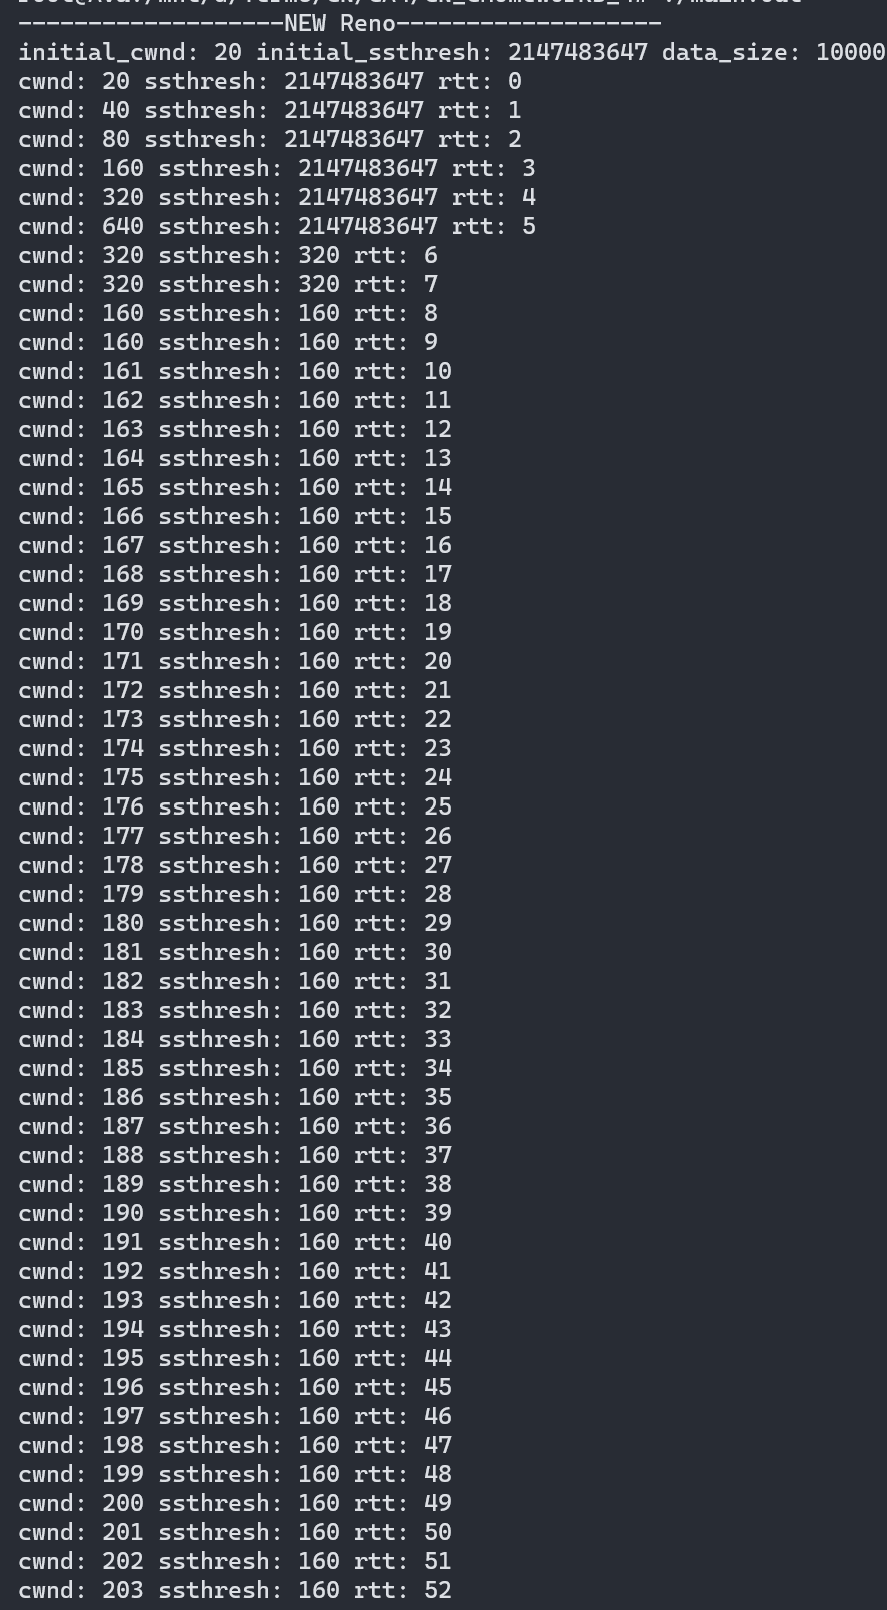 -------------------NEW Reno-------------------
initial_cwnd: 20 initial_ssthresh: 2147483647 data_size: 10000
cwnd: 20 ssthresh: 2147483647 rtt: 0
cwnd: 40 ssthresh: 2147483647 rtt: 1
cwnd: 80 ssthresh: 2147483647 rtt: 2
cwnd: 160 ssthresh: 2147483647 rtt: 3
cwnd: 320 ssthresh: 2147483647 rtt: 4
cwnd: 640 ssthresh: 2147483647 rtt: 5
cwnd: 320 ssthresh: 320 rtt: 6
cwnd: 320 ssthresh: 320 rtt: 7
cwnd: 160 ssthresh: 160 rtt: 8
cwnd: 160 ssthresh: 160 rtt: 9
cwnd: 161 ssthresh: 160 rtt: 10
cwnd: 162 ssthresh: 160 rtt: 11
cwnd: 163 ssthresh: 160 rtt: 12
cwnd: 164 ssthresh: 160 rtt: 13
cwnd: 165 ssthresh: 160 rtt: 14
cwnd: 166 ssthresh: 160 rtt: 15
cwnd: 167 ssthresh: 160 rtt: 16
cwnd: 168 ssthresh: 160 rtt: 17
cwnd: 169 ssthresh: 160 rtt: 18
cwnd: 170 ssthresh: 160 rtt: 19
cwnd: 171 ssthresh: 160 rtt: 20
cwnd: 172 ssthresh: 160 rtt: 21
cwnd: 173 ssthresh: 160 rtt: 22
cwnd: 174 ssthresh: 160 rtt: 23
cwnd: 175 ssthresh: 160 rtt: 24
cwnd: 176 ssthresh: 160 rtt: 25
cwnd: 177 ssthresh: 160 rtt: 26
cwnd: 178 ssthresh: 160 rtt: 27
cwnd: 179 ssthresh: 160 rtt: 28
cwnd: 180 ssthresh: 160 rtt: 29
cwnd: 181 ssthresh: 160 rtt: 30
cwnd: 182 ssthresh: 160 rtt: 31
cwnd: 183 ssthresh: 160 rtt: 32
cwnd: 184 ssthresh: 160 rtt: 33
cwnd: 185 ssthresh: 160 rtt: 34
cwnd: 186 ssthresh: 160 rtt: 35
cwnd: 187 ssthresh: 160 rtt: 36
cwnd: 188 ssthresh: 160 rtt: 37
cwnd: 189 ssthresh: 160 rtt: 38
cwnd: 190 ssthresh: 160 rtt: 39
cwnd: 191 ssthresh: 160 rtt: 40
cwnd: 192 ssthresh: 160 rtt: 41
cwnd: 193 ssthresh: 160 rtt: 42
cwnd: 194 ssthresh: 160 rtt: 43
cwnd: 195 ssthresh: 160 rtt: 44
cwnd: 196 ssthresh: 160 rtt: 45
cwnd: 197 ssthresh: 160 rtt: 46
cwnd: 198 ssthresh: 160 rtt: 47
cwnd: 199 ssthresh: 160 rtt: 48
cwnd: 200 ssthresh: 160 rtt: 49
cwnd: 201 ssthresh: 160 rtt: 50
cwnd: 202 ssthresh: 160 rtt: 51
cwnd: 203 ssthresh: 160 rtt: 52